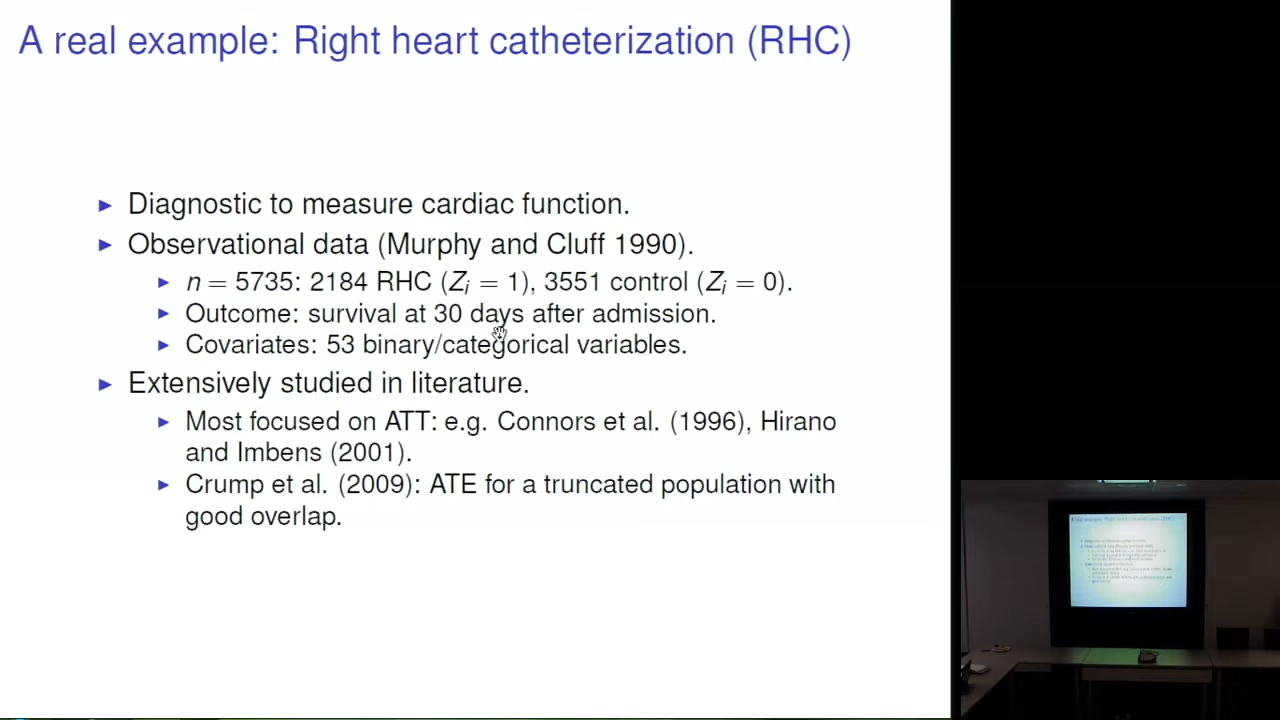 A real example: Right heart catheterization (RHC)
▶ Diagnostic to measure cardiac function.
▶ Observational data (Murphy and Cluff 1990).
▶ n = 5735: 2184 RHC (Zᵢ = 1), 3551 control (Zᵢ = 0).
▶ Outcome: survival at 30 days after admission.
▶ Covariates: 53 binary/categorical variables.
▶ Extensively studied in literature.
▶ Most focused on ATT: e.g. Connors et al. (1996), Hirano
and Imbens (2001).
▶ Crump et al. (2009): ATE for a truncated population with
good overlap.